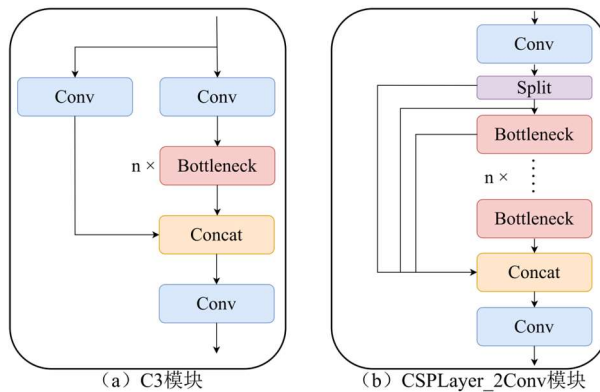 Conv
Conv
n × Bottleneck
Concat
Conv
（a）C3模块
Conv
Split
Bottleneck
n ×
Bottleneck
Concat
Conv
（b）CSPLayer_2Conv模块